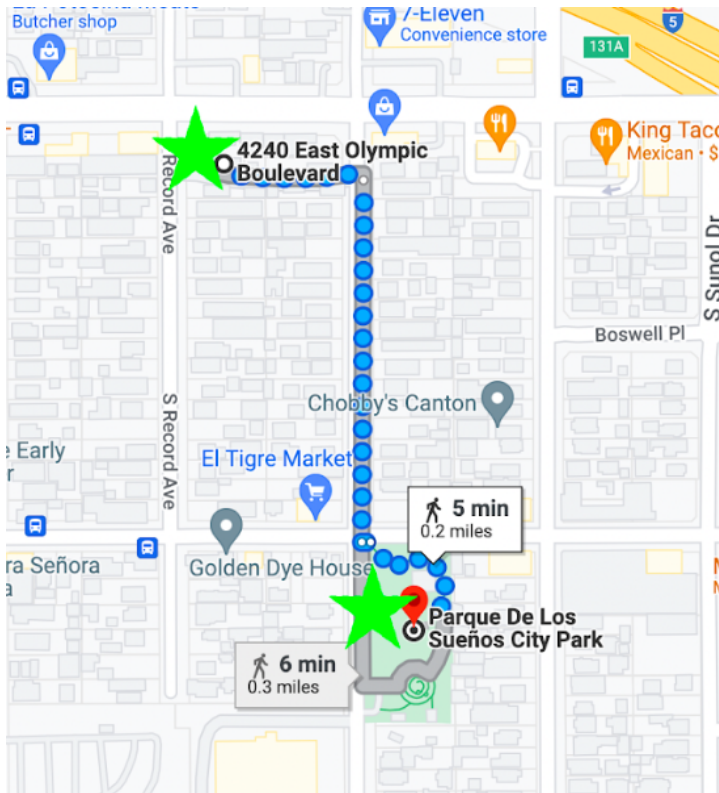 Butcher shop
7-Eleven
Convenience store
5
131A
King Taco
Mexican • $
4240 East Olympic
Boulevard
Record Ave
S Sunol Dr
Boswell Pl
Chobby's Canton
S Record Ave
e Early
r
El Tigre Market
5 min
0.2 miles
ra Señora
a
Golden Dye House
Parque De Los
Sueños City Park
6 min
0.3 miles